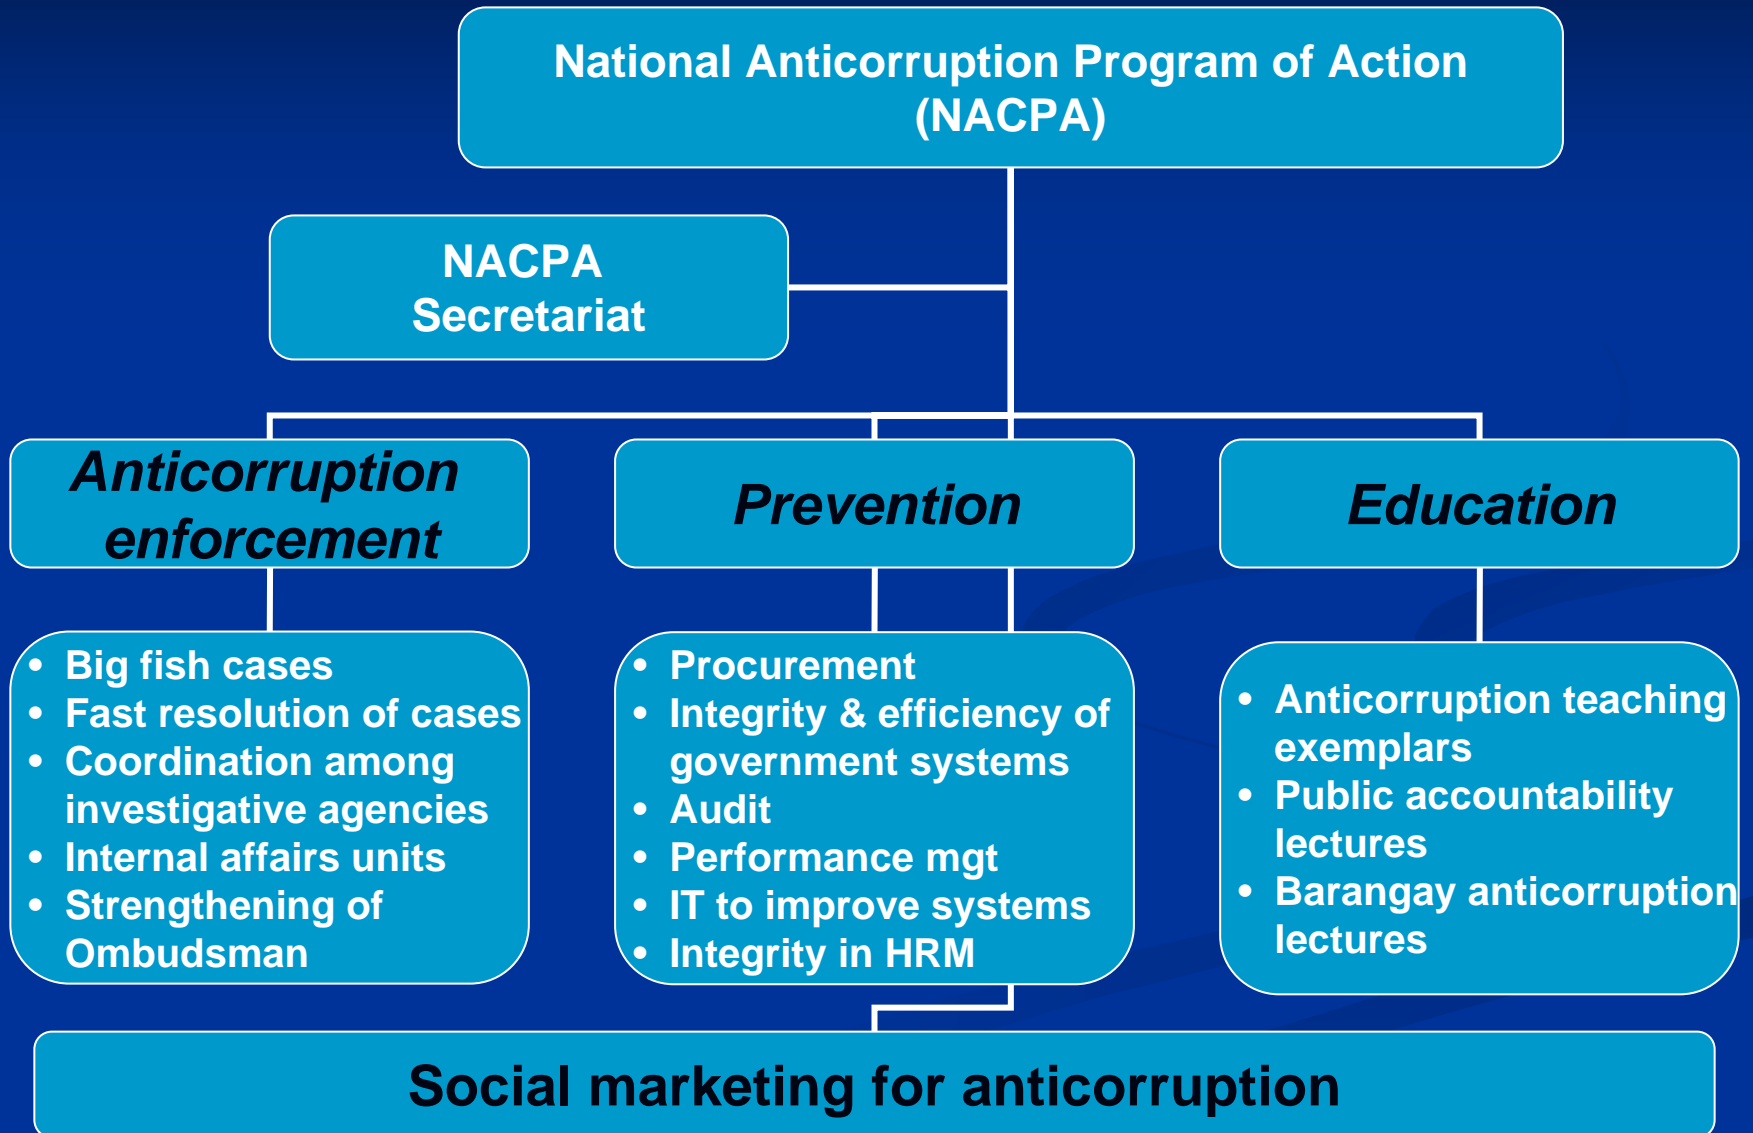 National Anticorruption Program of Action
(NACPA)
NACPA
Secretariat
Anticorruption
enforcement
• Big fish cases
• Fast resolution of cases
• Coordination among
investigative agencies
• Internal affairs units
• Strengthening of
Ombudsman
Prevention
• Procurement
• Integrity & efficiency of
government systems
• Audit
• Performance mgt
• IT to improve systems
• Integrity in HRM
Education
• Anticorruption teaching
exemplars
• Public accountability
lectures
• Barangay anticorruption
lectures
Social marketing for anticorruption